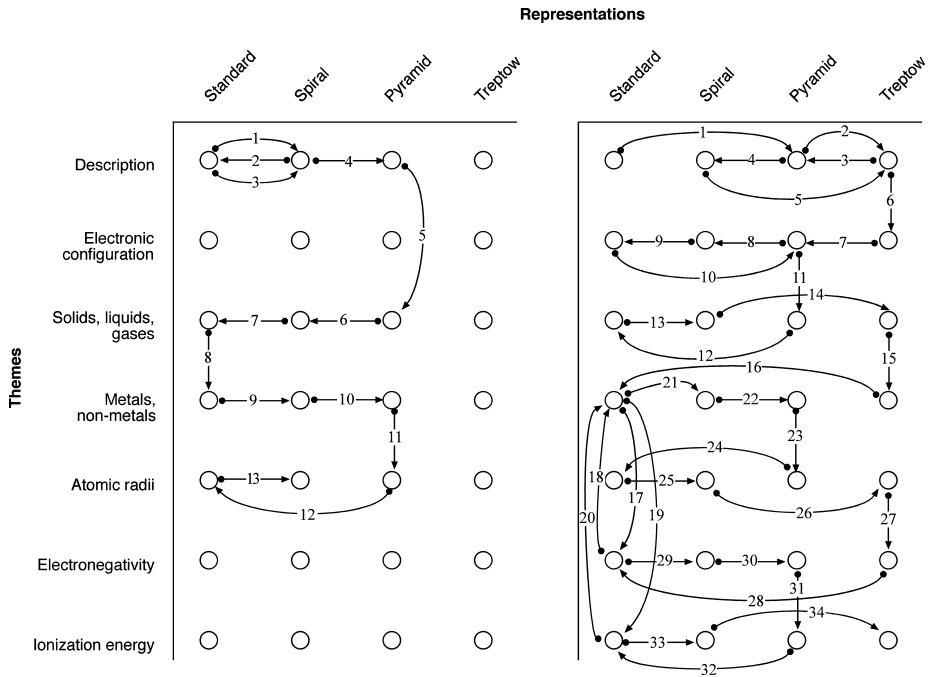 Representations
Standard Spiral Pyramid Treptow Standard Spiral Pyramid Treptow
1 1 2
Description 2 4 4 3
3 5
5 6
Electronic
configuration
9 8 7
10 11
14
Solids, liquids,
gases
7 6 13
8 12 15
16
21
Metals,
non-metals
9 10 22
11 23
24
Atomic radii 13 18 25
12 17 26
20 19 27
Electronegativity 29 30
28 31
34
Ionization energy 33
32
Themes